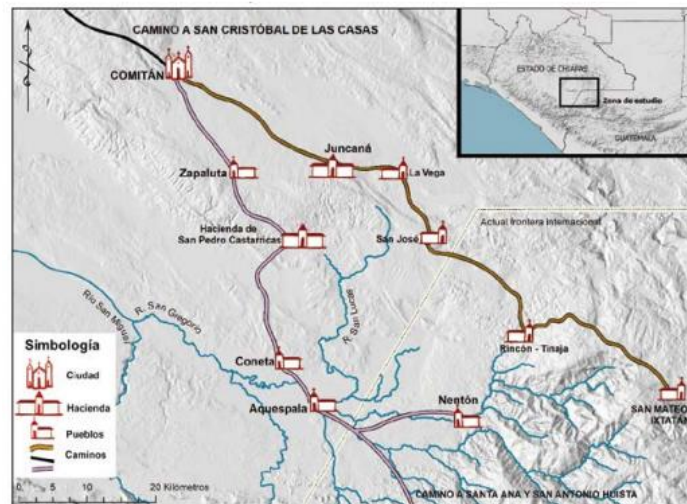 CAMINO A SAN CRISTÓBAL DE LAS CASAS
COMITÁN
ESTADO DE CHIAPAS
Zona de estudio
GUATEMALA
Juncaná
Zapaluta
La Vega
Hacienda de
San Pedro Castarricas
San José
Actual frontera internacional
Río San Miguel
R. San Gregorio
R. San Lucas
Rincón - Tinaja
Simbología
Ciudad
Hacienda
Pueblos
Caminos
Coneta
Aquespala
Nentón
SAN MATEO
IXTATÁN
0 5 10 20 Kilómetros
CAMINO A SANTA ANA Y SAN ANTONIO HUISTA